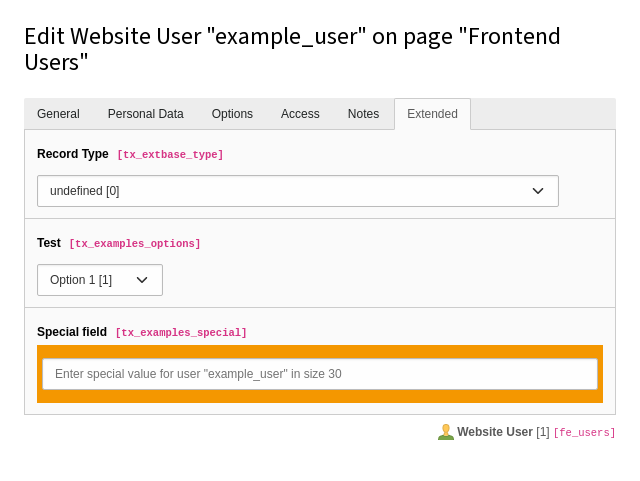 Edit Website User "example_user" on page "Frontend
Users"
General Personal Data Options Access Notes Extended
Record Type [tx_extbase_type]
undefined [0]
Test [tx_examples_options]
Option 1 [1]
Special field [tx_examples_special]
Enter special value for user "example_user" in size 30
Website User [1] [fe_users]